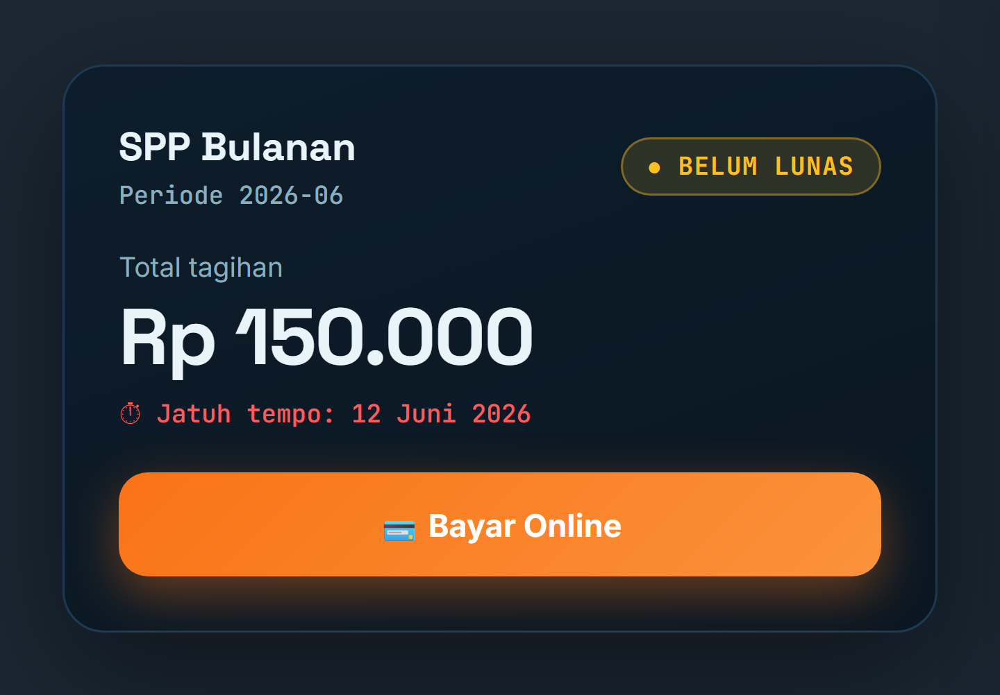 SPP Bulanan
Periode 2026-06
● BELUM LUNAS
Total tagihan
Rp 150.000
⏱ Jatuh tempo: 12 Juni 2026
💳 Bayar Online